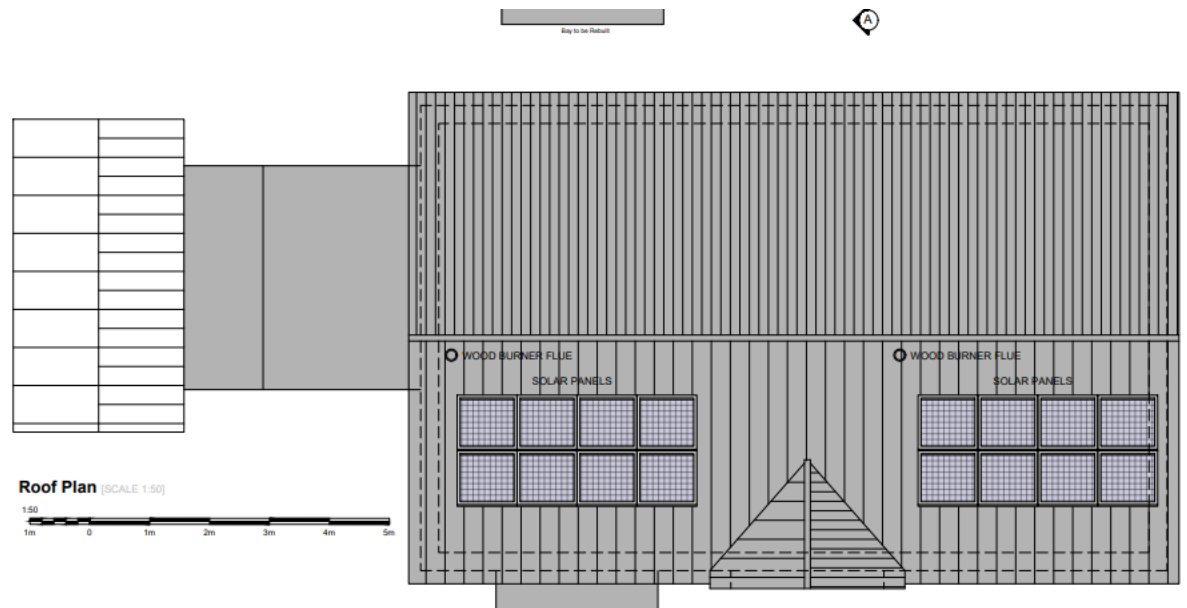 Bay to be Rebuilt
A
WOOD BURNER FLUE
WOOD BURNER FLUE
SOLAR PANELS
SOLAR PANELS
Roof Plan [SCALE 1:50]
1:50
1m 0 1m 2m 3m 4m 5m